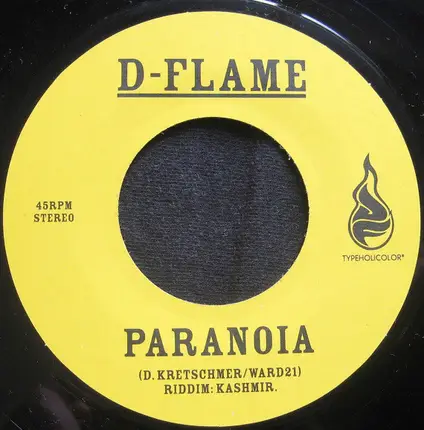 D-FLAME
45RPM
STEREO
TYPEHOLICOLOR®
PARANOIA
(D. KRETSCHMER/WARD21)
RIDDIM: KASHMIR.